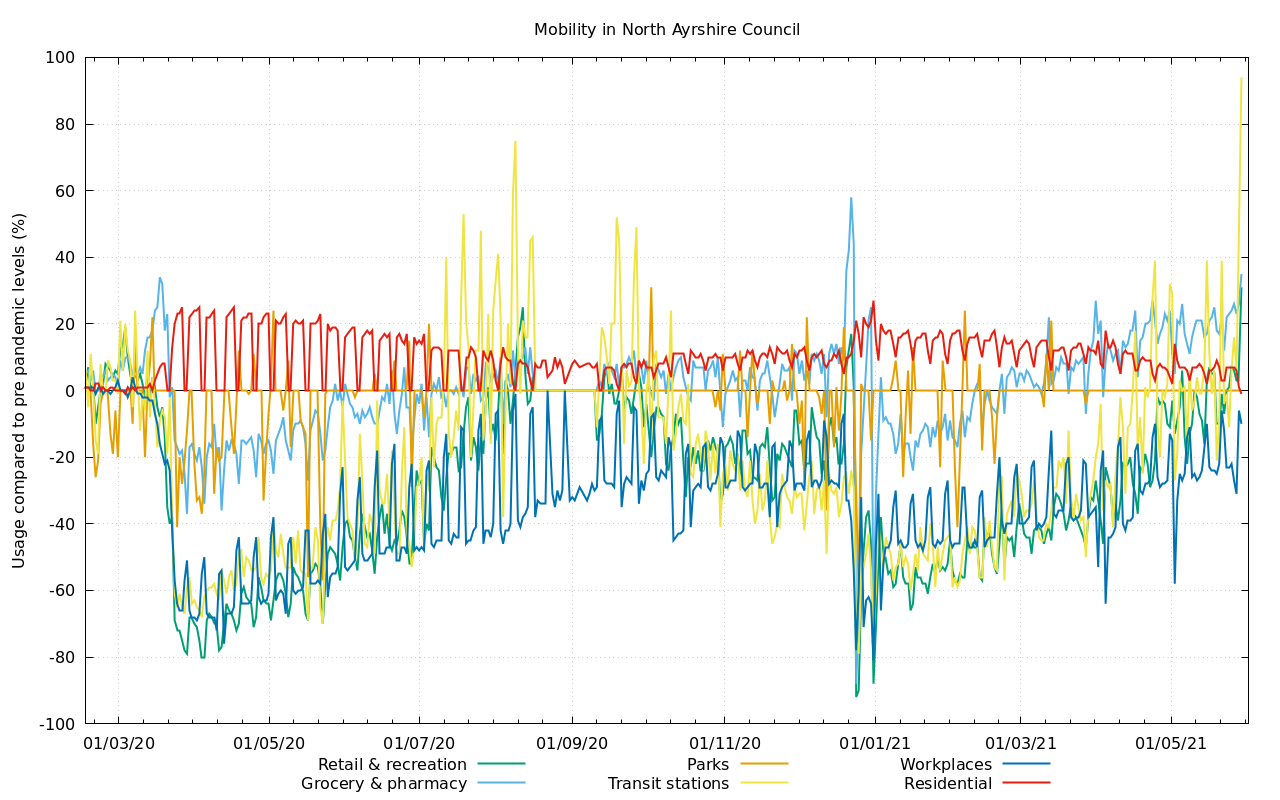 Mobility in North Ayrshire Council
Usage compared to pre pandemic levels (%)
100
80
60
40
20
0
-20
-40
-60
-80
-100
01/03/20 01/05/20 01/07/20 01/09/20 01/11/20 01/01/21 01/03/21 01/05/21
Retail & recreation Parks Workplaces
Grocery & pharmacy Transit stations Residential